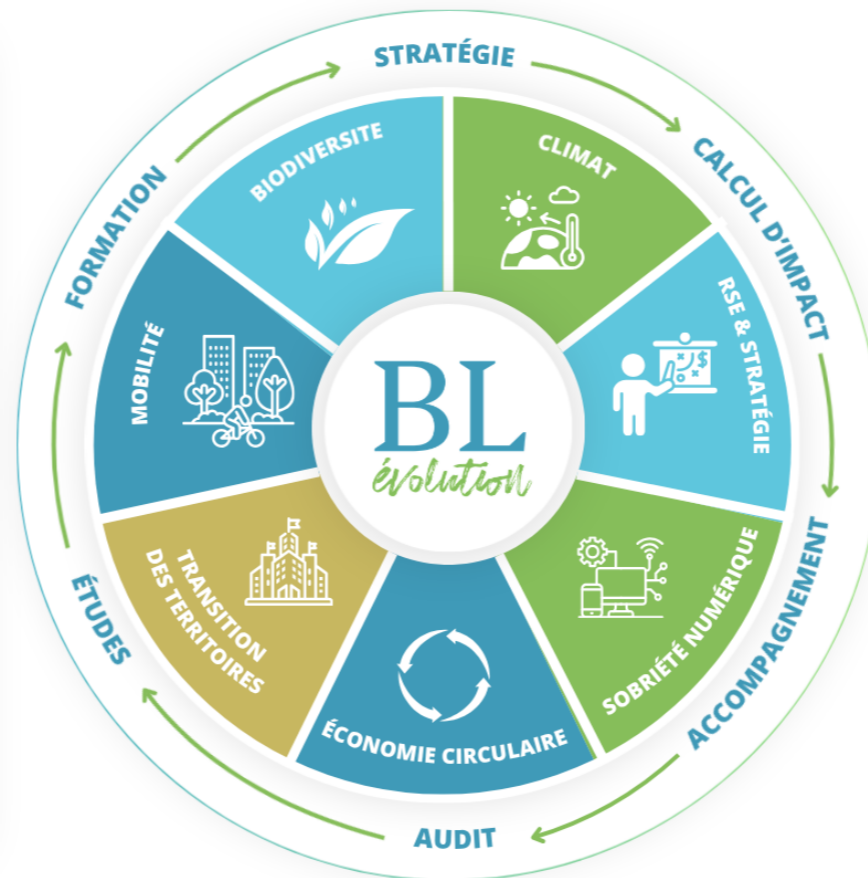 STRATÉGIE
CALCUL D'IMPACT
ACCOMPAGNEMENT
AUDIT
ÉTUDES
FORMATION
CLIMAT
RSE & STRATÉGIE
SOBRIÉTÉ NUMÉRIQUE
ÉCONOMIE CIRCULAIRE
TRANSITION
DES TERRITOIRES
MOBILITÉ
BIODIVERSITE
BL
évolution